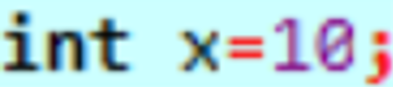 int x=10;